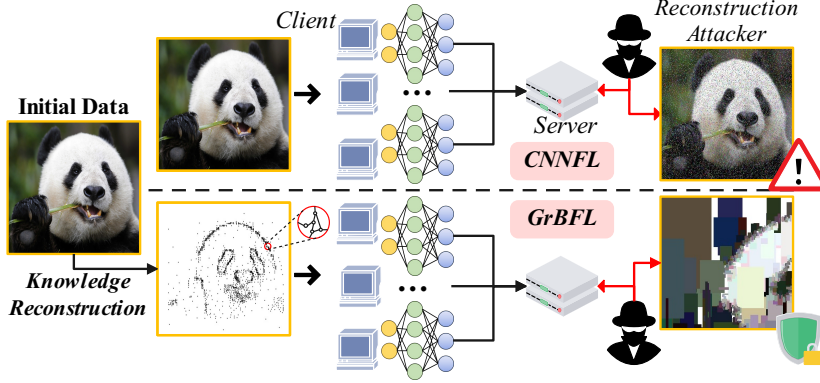 Client
Reconstruction
Attacker
Initial Data
Server
CNNFL
!
GrBFL
Knowledge
Reconstruction